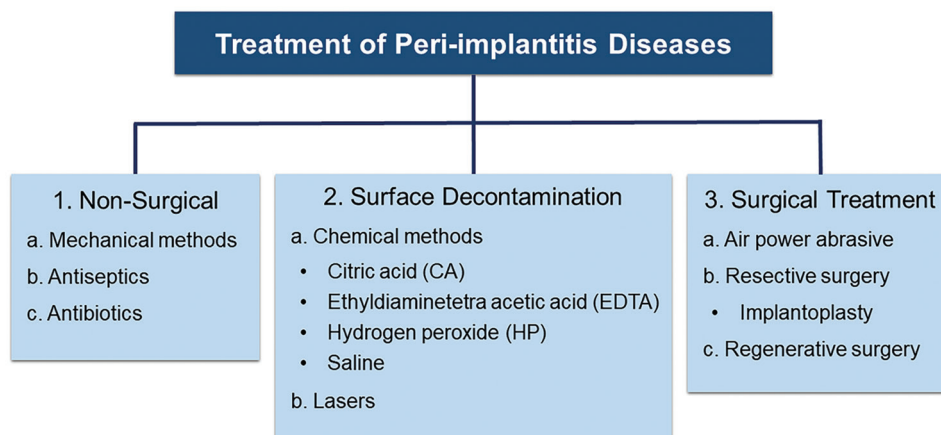 Treatment of Peri-implantitis Diseases
1. Non-Surgical
a. Mechanical methods
b. Antiseptics
c. Antibiotics
2. Surface Decontamination
a. Chemical methods
• Citric acid (CA)
• Ethyldiaminetetra acetic acid (EDTA)
• Hydrogen peroxide (HP)
• Saline
b. Lasers
3. Surgical Treatment
a. Air power abrasive
b. Resective surgery
• Implantoplasty
c. Regenerative surgery